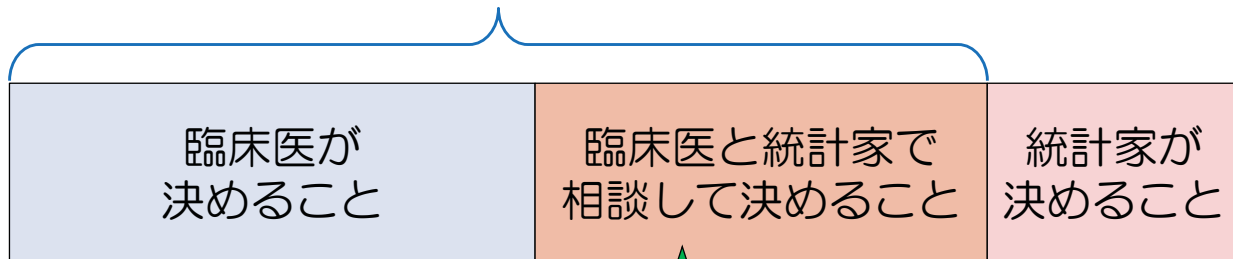 臨床医が
決めること
臨床医と統計家で
相談して決めること
統計家が
決めること